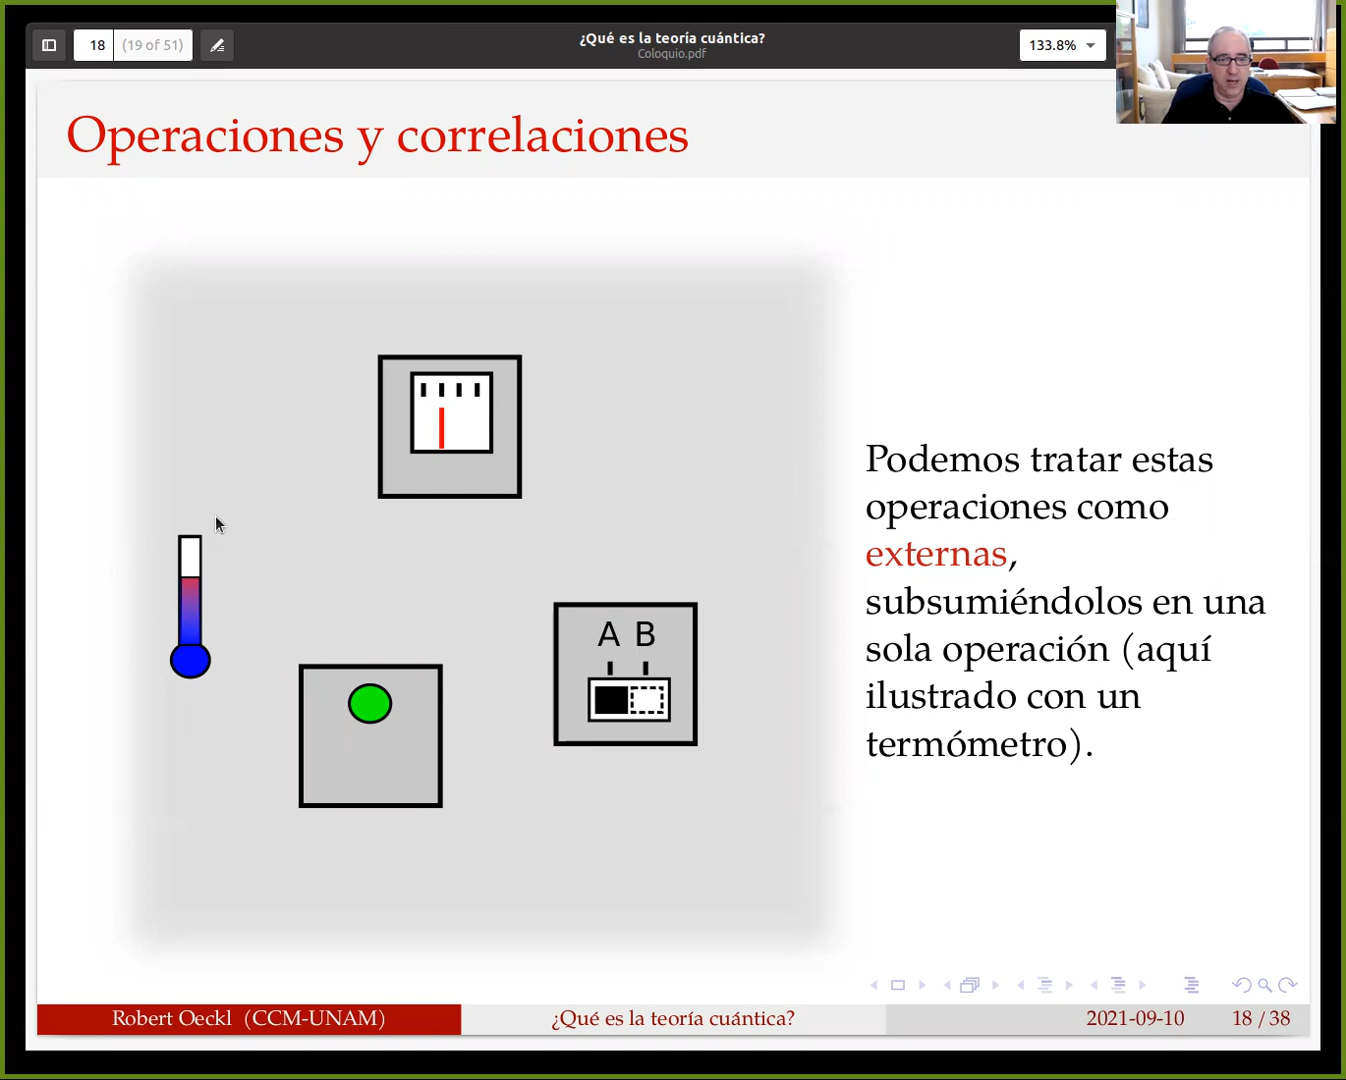 18 (19 of 51)
¿Qué es la teoría cuántica?
Coloquio.pdf
133.8%
Operaciones y correlaciones
A B
Podemos tratar estas
operaciones como
externas,
subsumiéndolos en una
sola operación (aquí
ilustrado con un
termómetro).
Robert Oeckl (CCM-UNAM)
¿Qué es la teoría cuántica?
2021-09-10
18 / 38